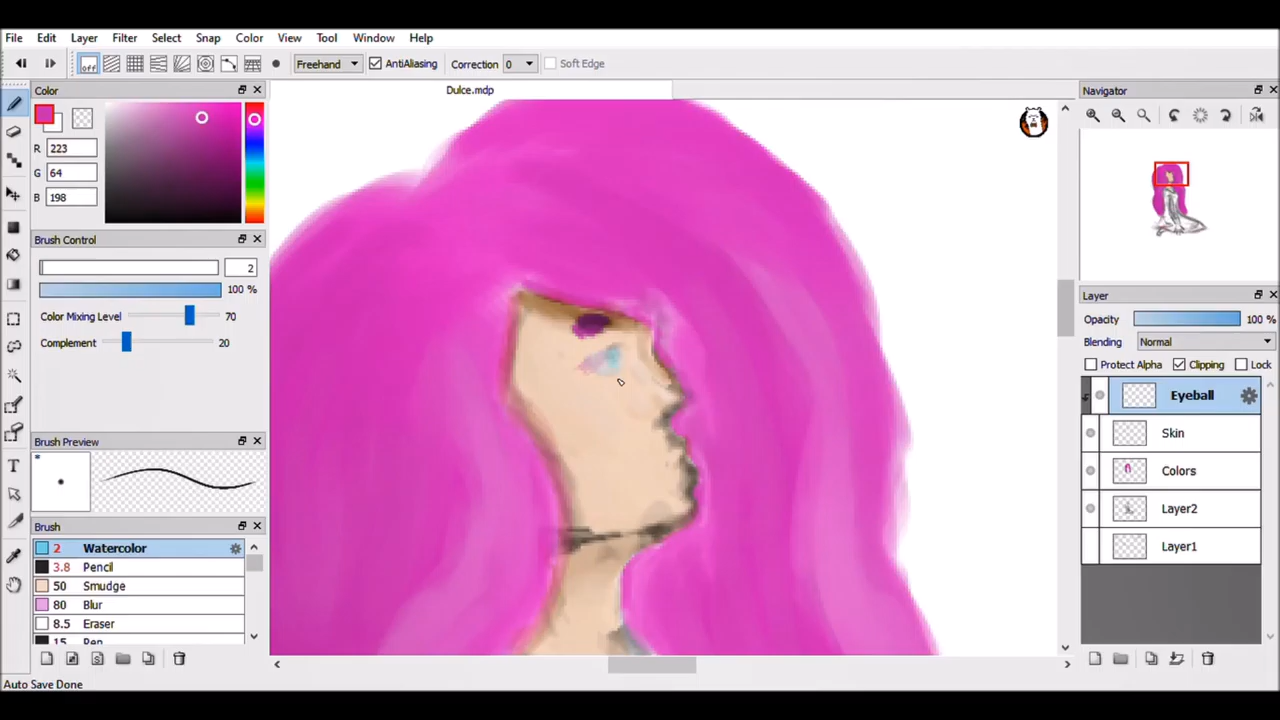 File Edit Layer Filter Select Snap Color View Tool Window Help
off Freehand AntiAliasing Correction 0 Soft Edge
Color
Dulce.mdp
Navigator
R 223
G 64
B 198
Brush Control
2
100 %
Color Mixing Level 70
Complement 20
Brush Preview
Brush
2 Watercolor
3.8 Pencil
50 Smudge
80 Blur
8.5 Eraser
15 Pen
Auto Save Done
Layer
Opacity 100 %
Blending Normal
Protect Alpha Clipping Lock
Eyeball
Skin
Colors
Layer2
Layer1
T